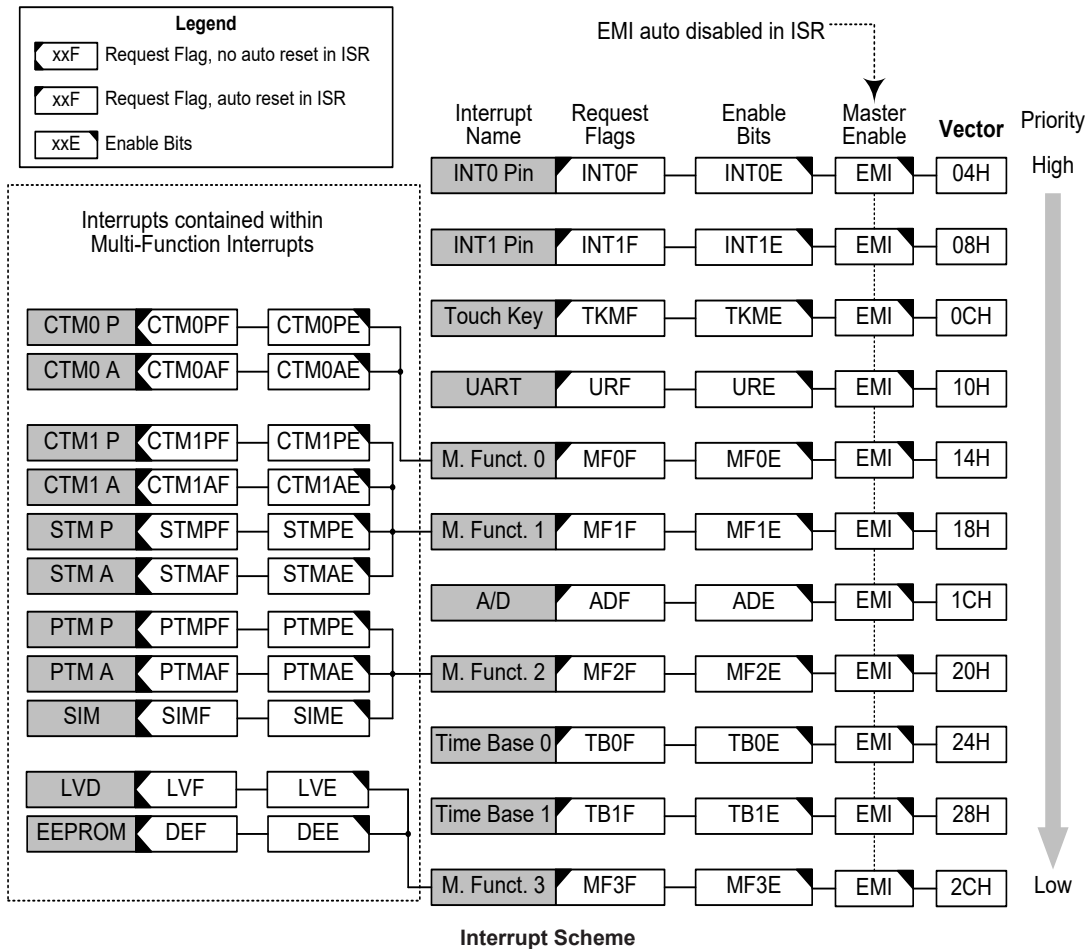 Legend
xxF Request Flag, no auto reset in ISR
xxF Request Flag, auto reset in ISR
xxE Enable Bits
EMI auto disabled in ISR
Interrupt Name Request Flags Enable Bits Master Enable Vector Priority
INT0 Pin INT0F INT0E EMI 04H High
Interrupts contained within
Multi-Function Interrupts
INT1 Pin INT1F INT1E EMI 08H
CTM0 P CTM0PF CTM0PE Touch Key TKMF TKME EMI 0CH
CTM0 A CTM0AF CTM0AE
UART URF URE EMI 10H
CTM1 P CTM1PF CTM1PE
M. Funct. 0 MF0F MF0E EMI 14H
CTM1 A CTM1AF CTM1AE
STM P STMPF STMPE M. Funct. 1 MF1F MF1E EMI 18H
STM A STMAF STMAE
A/D ADF ADE EMI 1CH
PTM P PTMPF PTMPE
PTM A PTMAF PTMAE M. Funct. 2 MF2F MF2E EMI 20H
SIM SIMF SIME
Time Base 0 TB0F TB0E EMI 24H
LVD LVF LVE
Time Base 1 TB1F TB1E EMI 28H
EEPROM DEF DEE
M. Funct. 3 MF3F MF3E EMI 2CH Low
Interrupt Scheme